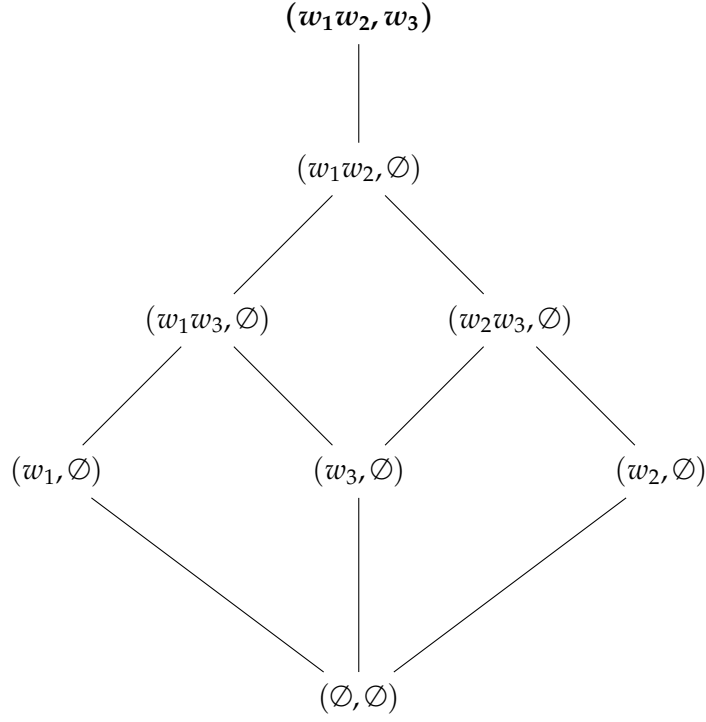 (w₁w₂, w₃)
(w₁w₂, ∅)
(w₁w₃, ∅) (w₂w₃, ∅)
(w₁, ∅) (w₃, ∅) (w₂, ∅)
(∅, ∅)